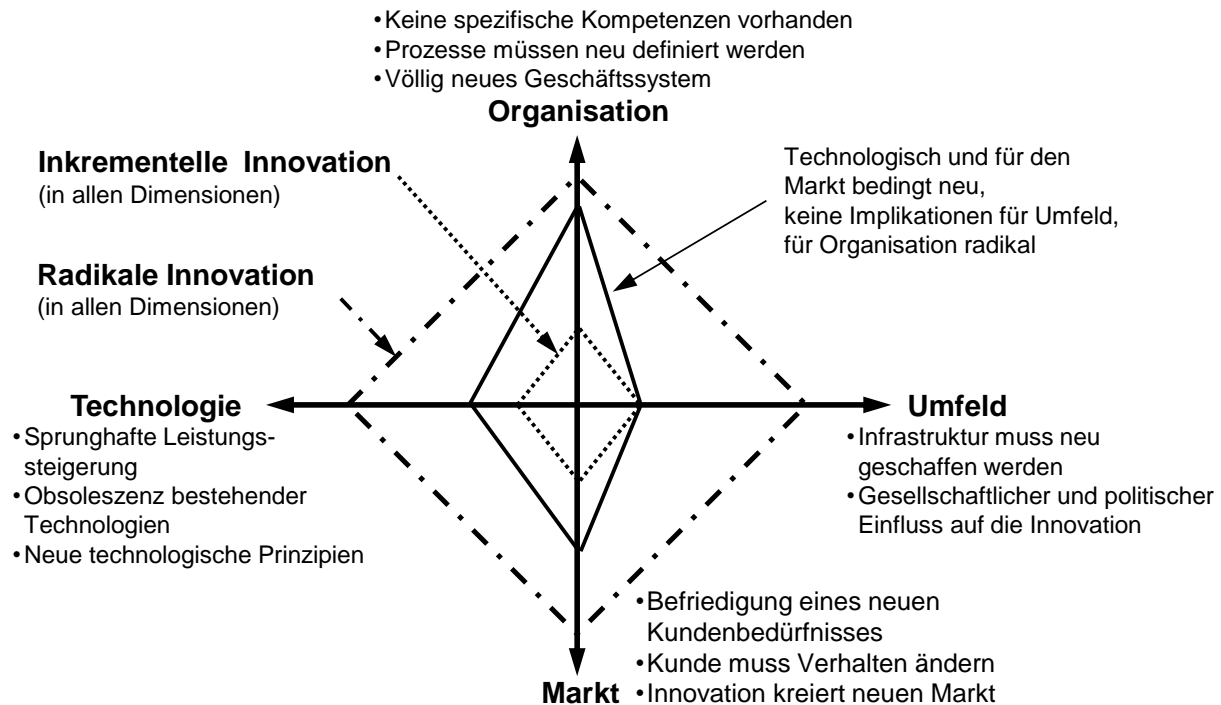 •Keine spezifische Kompetenzen vorhanden
•Prozesse müssen neu definiert werden
•Völlig neues Geschäftssystem
Organisation
Inkrementelle Innovation
(in allen Dimensionen)
Technologisch und für den
Markt bedingt neu,
keine Implikationen für Umfeld,
für Organisation radikal
Radikale Innovation
(in allen Dimensionen)
Technologie
•Sprunghafte Leistungs-
steigerung
•Obsoleszenz bestehender
Technologien
•Neue technologische Prinzipien
Umfeld
•Infrastruktur muss neu
geschaffen werden
•Gesellschaftlicher und politischer
Einfluss auf die Innovation
Markt
•Befriedigung eines neuen
Kundenbedürfnisses
•Kunde muss Verhalten ändern
•Innovation kreiert neuen Markt